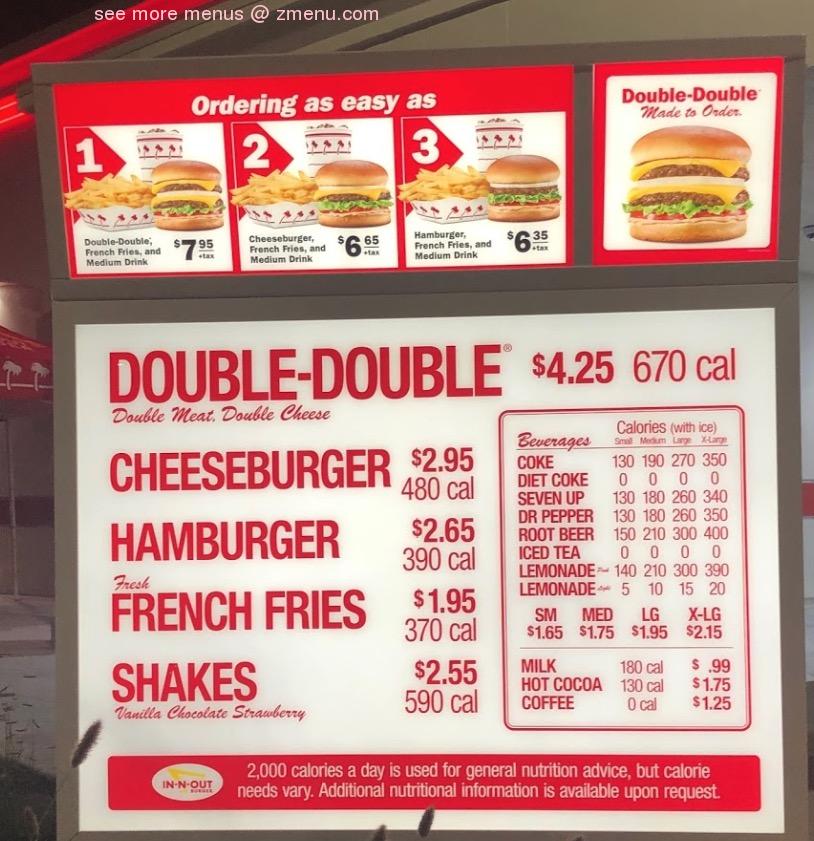 see more menus @ zmenu.com
Ordering as easy as
1
Double-Double,
French Fries, and
Medium Drink
$7 95
+tax
2
Cheeseburger,
French Fries, and
Medium Drink
$6 65
+tax
3
Hamburger,
French Fries, and
Medium Drink
$6 35
+tax
Double-Double
Made to Order.
DOUBLE-DOUBLE® $4.25 670 cal
Double Meat, Double Cheese
CHEESEBURGER $2.95
480 cal
HAMBURGER $2.65
390 cal
Fresh
FRENCH FRIES $1.95
370 cal
SHAKES $2.55
590 cal
Vanilla Chocolate Strawberry
Calories (with ice)
Beverages Small Medium Large X-Large
COKE 130 190 270 350
DIET COKE 0 0 0 0
SEVEN UP 130 180 260 340
DR PEPPER 130 180 260 350
ROOT BEER 150 210 300 400
ICED TEA 0 0 0 0
LEMONADE 140 210 300 390
LEMONADE 5 10 15 20
SM MED LG X-LG
$1.65 $1.75 $1.95 $2.15
MILK 180 cal $ .99
HOT COCOA 130 cal $1.75
COFFEE 0 cal $1.25
IN-N-OUT
BURGER
2,000 calories a day is used for general nutrition advice, but calorie
needs vary. Additional nutritional information is available upon request.